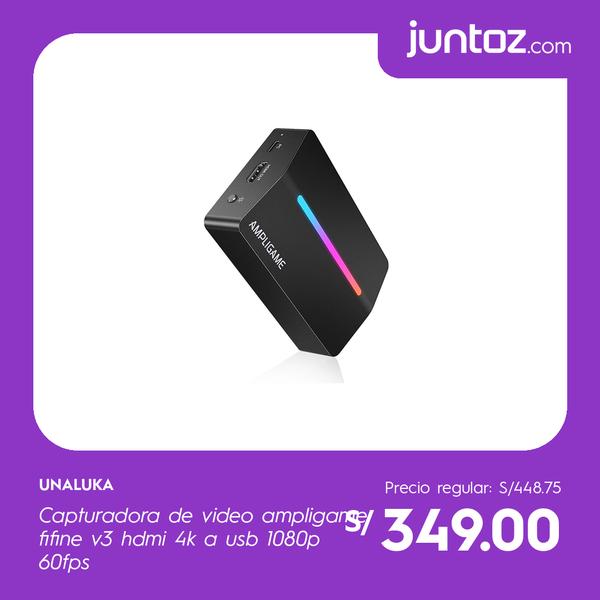 juntoz.com
AMPLIGAME
UNALUKA
Precio regular: S/448.75
Capturadora de video ampligame
fifine v3 hdmi 4k a usb 1080p
60fps
S/ 349.00